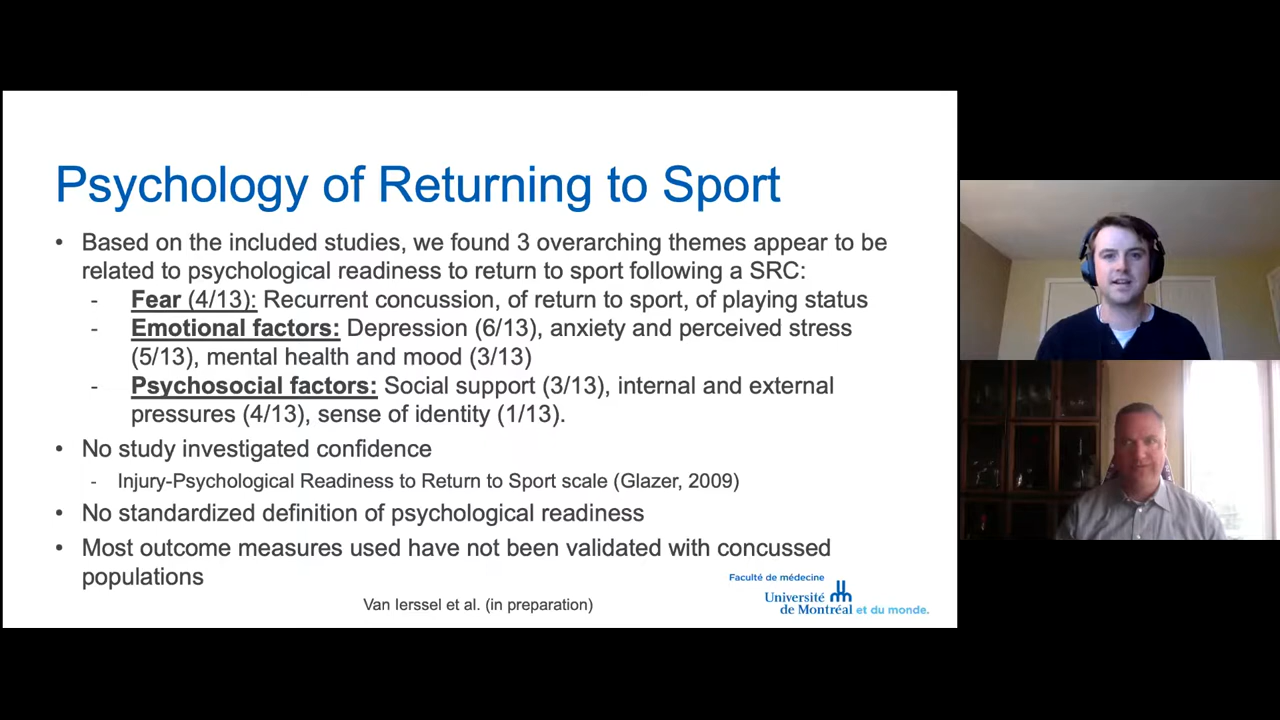 Psychology of Returning to Sport
• Based on the included studies, we found 3 overarching themes appear to be
related to psychological readiness to return to sport following a SRC:
- Fear (4/13): Recurrent concussion, of return to sport, of playing status
- Emotional factors: Depression (6/13), anxiety and perceived stress
(5/13), mental health and mood (3/13)
- Psychosocial factors: Social support (3/13), internal and external
pressures (4/13), sense of identity (1/13).
• No study investigated confidence
- Injury-Psychological Readiness to Return to Sport scale (Glazer, 2009)
• No standardized definition of psychological readiness
• Most outcome measures used have not been validated with concussed
populations
Van Ierssel et al. (in preparation)
Faculté de médecine
Université
de Montréal et du monde.